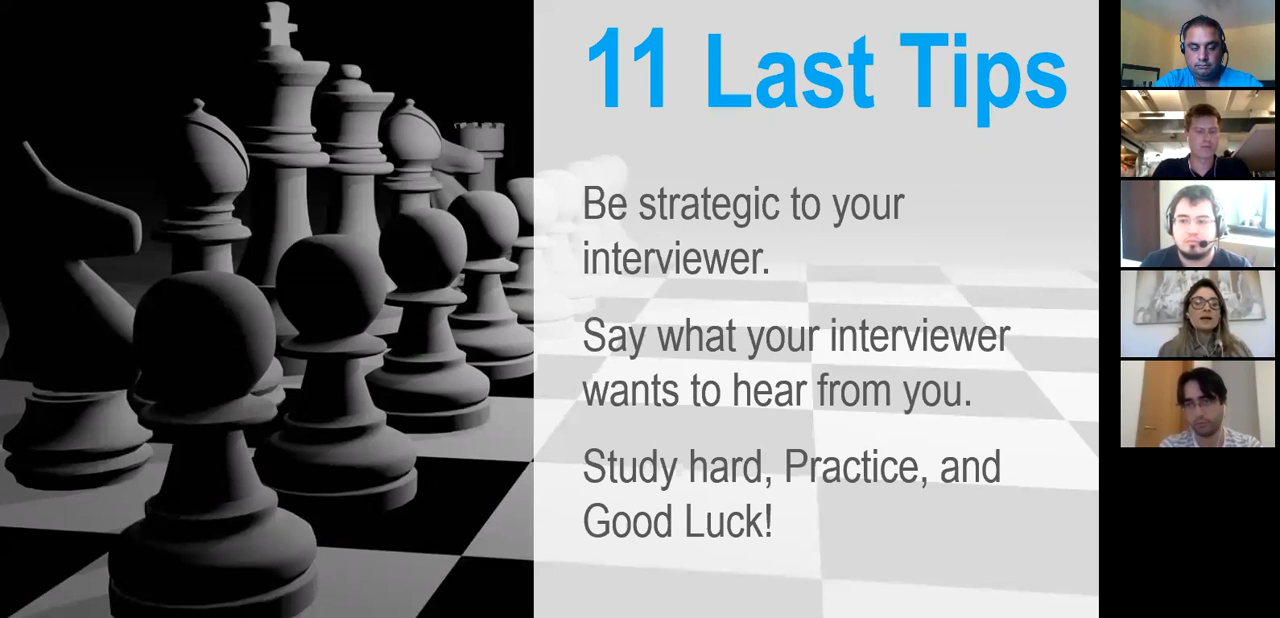 11 Last Tips
Be strategic to your
interviewer.
Say what your interviewer
wants to hear from you.
Study hard, Practice, and
Good Luck!